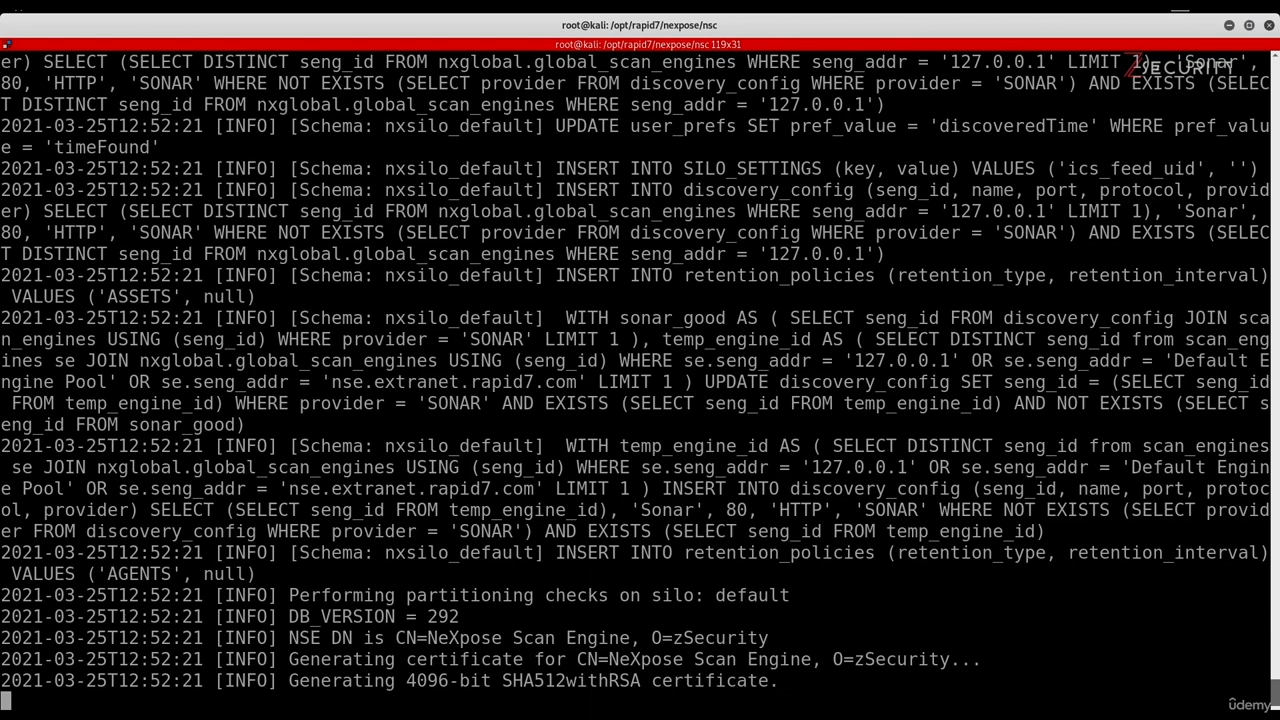 root@kali: /opt/rapid7/nexpose/nsc
root@kali: /opt/rapid7/nexpose/nsc 119x31
er) SELECT (SELECT DISTINCT seng_id FROM nxglobal.global_scan_engines WHERE seng_addr = '127.0.0.1' LIMIT 1), 'Sonar',
80, 'HTTP', 'SONAR' WHERE NOT EXISTS (SELECT provider FROM discovery_config WHERE provider = 'SONAR') AND EXISTS (SELEC
T DISTINCT seng_id FROM nxglobal.global_scan_engines WHERE seng_addr = '127.0.0.1')
2021-03-25T12:52:21 [INFO] [Schema: nxsilo_default] UPDATE user_prefs SET pref_value = 'discoveredTime' WHERE pref_valu
e = 'timeFound'
2021-03-25T12:52:21 [INFO] [Schema: nxsilo_default] INSERT INTO SILO_SETTINGS (key, value) VALUES ('ics_feed_uid', '')
2021-03-25T12:52:21 [INFO] [Schema: nxsilo_default] INSERT INTO discovery_config (seng_id, name, port, protocol, provid
er) SELECT (SELECT DISTINCT seng_id FROM nxglobal.global_scan_engines WHERE seng_addr = '127.0.0.1' LIMIT 1), 'Sonar',
80, 'HTTP', 'SONAR' WHERE NOT EXISTS (SELECT provider FROM discovery_config WHERE provider = 'SONAR') AND EXISTS (SELEC
T DISTINCT seng_id FROM nxglobal.global_scan_engines WHERE seng_addr = '127.0.0.1')
2021-03-25T12:52:21 [INFO] [Schema: nxsilo_default] INSERT INTO retention_policies (retention_type, retention_interval)
VALUES ('ASSETS', null)
2021-03-25T12:52:21 [INFO] [Schema: nxsilo_default]  WITH sonar_good AS ( SELECT seng_id FROM discovery_config JOIN sca
n_engines USING (seng_id) WHERE provider = 'SONAR' LIMIT 1 ), temp_engine_id AS ( SELECT DISTINCT seng_id from scan_eng
ines se JOIN nxglobal.global_scan_engines USING (seng_id) WHERE se.seng_addr = '127.0.0.1' OR se.seng_addr = 'Default E
ngine Pool' OR se.seng_addr = 'nse.extranet.rapid7.com' LIMIT 1 ) UPDATE discovery_config SET seng_id = (SELECT seng_id
FROM temp_engine_id) WHERE provider = 'SONAR' AND EXISTS (SELECT seng_id FROM temp_engine_id) AND NOT EXISTS (SELECT s
eng_id FROM sonar_good)
2021-03-25T12:52:21 [INFO] [Schema: nxsilo_default]  WITH temp_engine_id AS ( SELECT DISTINCT seng_id from scan_engines
se JOIN nxglobal.global_scan_engines USING (seng_id) WHERE se.seng_addr = '127.0.0.1' OR se.seng_addr = 'Default Engin
e Pool' OR se.seng_addr = 'nse.extranet.rapid7.com' LIMIT 1 ) INSERT INTO discovery_config (seng_id, name, port, protoc
ol, provider) SELECT (SELECT seng_id FROM temp_engine_id), 'Sonar', 80, 'HTTP', 'SONAR' WHERE NOT EXISTS (SELECT provid
er FROM discovery_config WHERE provider = 'SONAR') AND EXISTS (SELECT seng_id FROM temp_engine_id)
2021-03-25T12:52:21 [INFO] [Schema: nxsilo_default] INSERT INTO retention_policies (retention_type, retention_interval)
VALUES ('AGENTS', null)
2021-03-25T12:52:21 [INFO] Performing partitioning checks on silo: default
2021-03-25T12:52:21 [INFO] DB_VERSION = 292
2021-03-25T12:52:21 [INFO] NSE DN is CN=NeXpose Scan Engine, O=zSecurity
2021-03-25T12:52:21 [INFO] Generating certificate for CN=NeXpose Scan Engine, O=zSecurity...
2021-03-25T12:52:21 [INFO] Generating 4096-bit SHA512withRSA certificate.
ZSECURITY
udemy